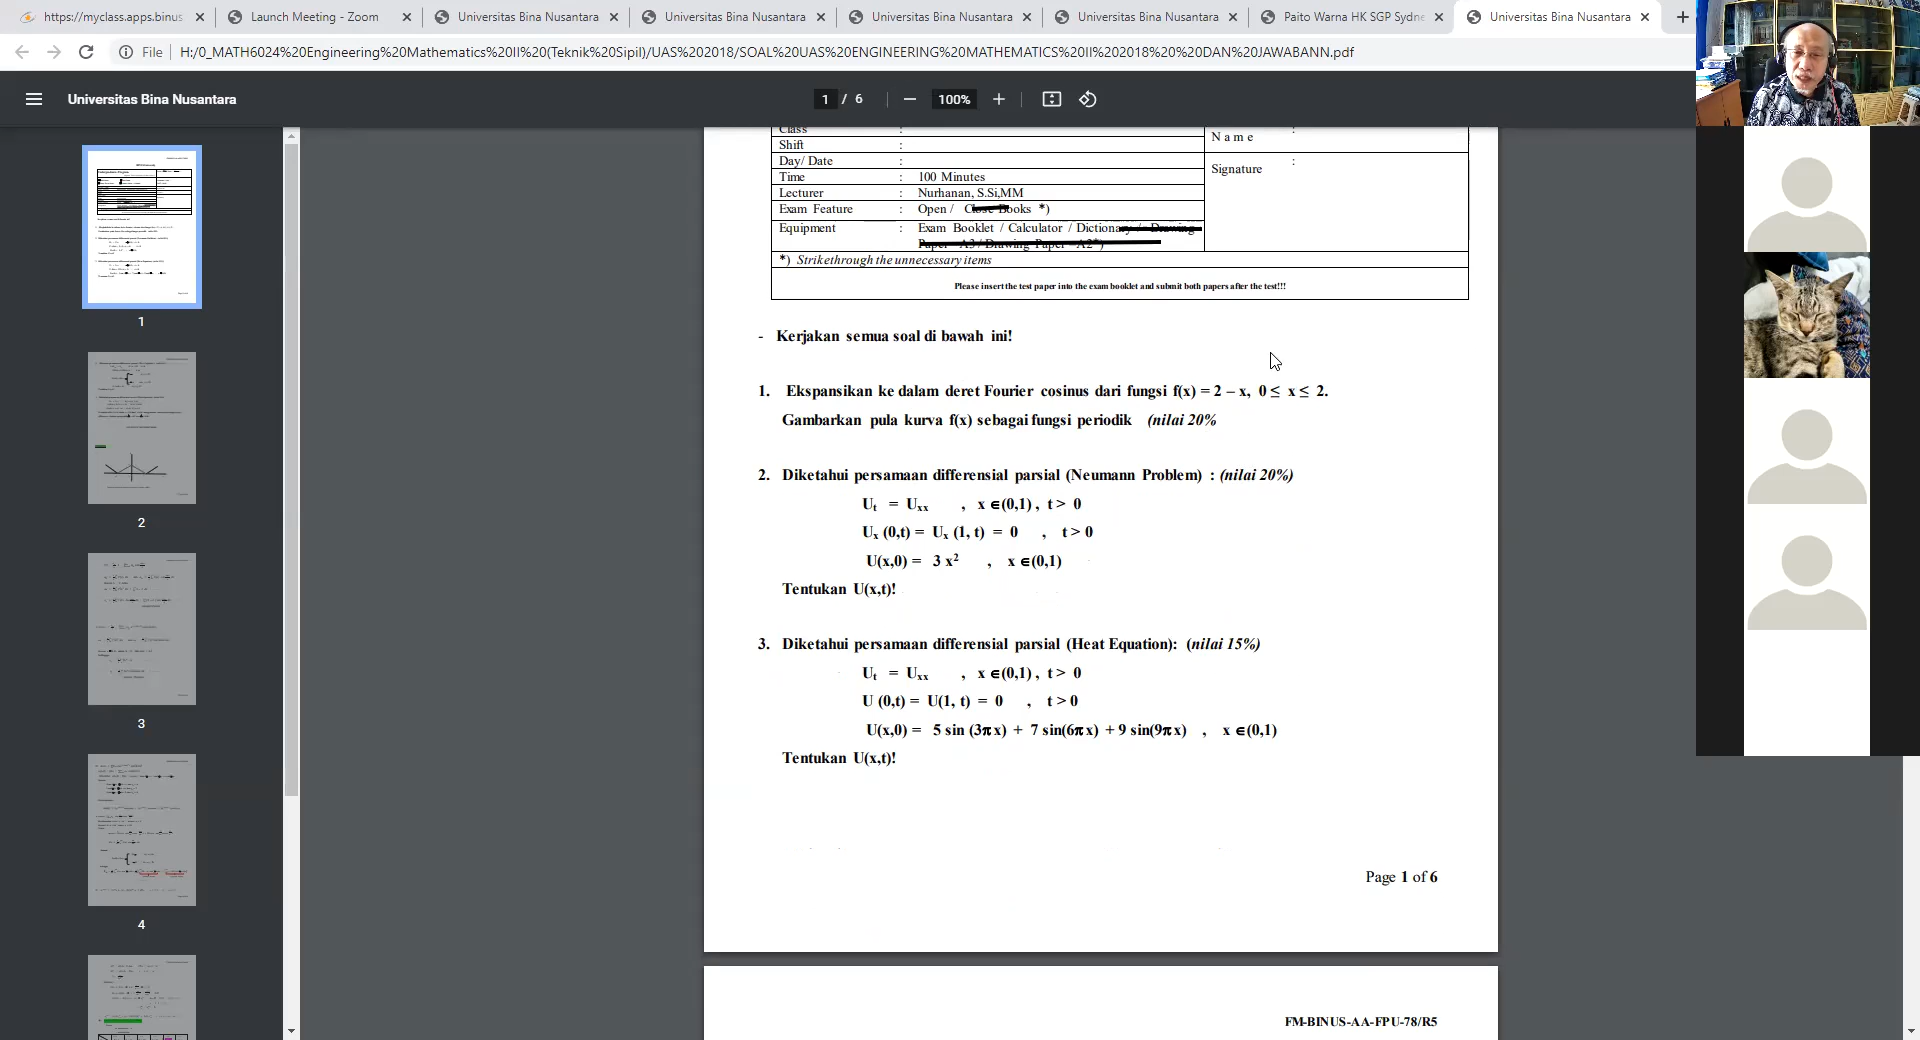 https://myclass.apps.binus
Launch Meeting - Zoom
Universitas Bina Nusantara
Universitas Bina Nusantara
Universitas Bina Nusantara
Universitas Bina Nusantara
Paito Warna HK SGP Sydne
Universitas Bina Nusantara
File
H:/0_MATH6024%20Engineering%20Mathematics%20II%20(Teknik%20Sipil)/UAS%202018/SOAL%20UAS%20ENGINEERING%20MATHEMATICS%20II%202018%20%20DAN%20JAWABANN.pdf
Universitas Bina Nusantara
1 / 6
100%
1
2
3
4
Class :
Shift :
Day/ Date :
Time : 100 Minutes
Lecturer : Nurhanan, S.Si,MM
Exam Feature : Open / Close Books *)
Equipment : Exam Booklet / Calculator / Dictionary / Drawing
Paper – A3 / Drawing Paper – A2*)
Name :
Signature :
*) Strikethrough the unnecessary items
Please insert the test paper into the exam booklet and submit both papers after the test!!!
- Kerjakan semua soal di bawah ini!
1. Ekspansikan ke dalam deret Fourier cosinus dari fungsi f(x) = 2 – x, 0 ≤ x ≤ 2.
Gambarkan pula kurva f(x) sebagai fungsi periodik (nilai 20%
2. Diketahui persamaan differensial parsial (Neumann Problem) : (nilai 20%)
Uₜ = Uₓₓ , x ∈(0,1) , t > 0
Uₓ (0,t) = Uₓ (1, t) = 0 , t > 0
U(x,0) = 3 x² , x ∈(0,1)
Tentukan U(x,t)!
3. Diketahui persamaan differensial parsial (Heat Equation): (nilai 15%)
Uₜ = Uₓₓ , x ∈(0,1) , t > 0
U (0,t) = U(1, t) = 0 , t > 0
U(x,0) = 5 sin (3π x) + 7 sin(6π x) + 9 sin(9π x) , x ∈(0,1)
Tentukan U(x,t)!
Page 1 of 6
FM-BINUS-AA-FPU-78/R5